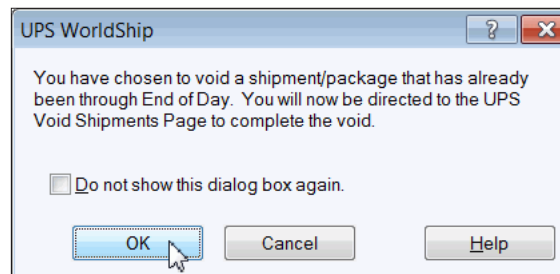 UPS WorldShip
You have chosen to void a shipment/package that has already
been through End of Day. You will now be directed to the UPS
Void Shipments Page to complete the void.
Do not show this dialog box again.
OK Cancel Help